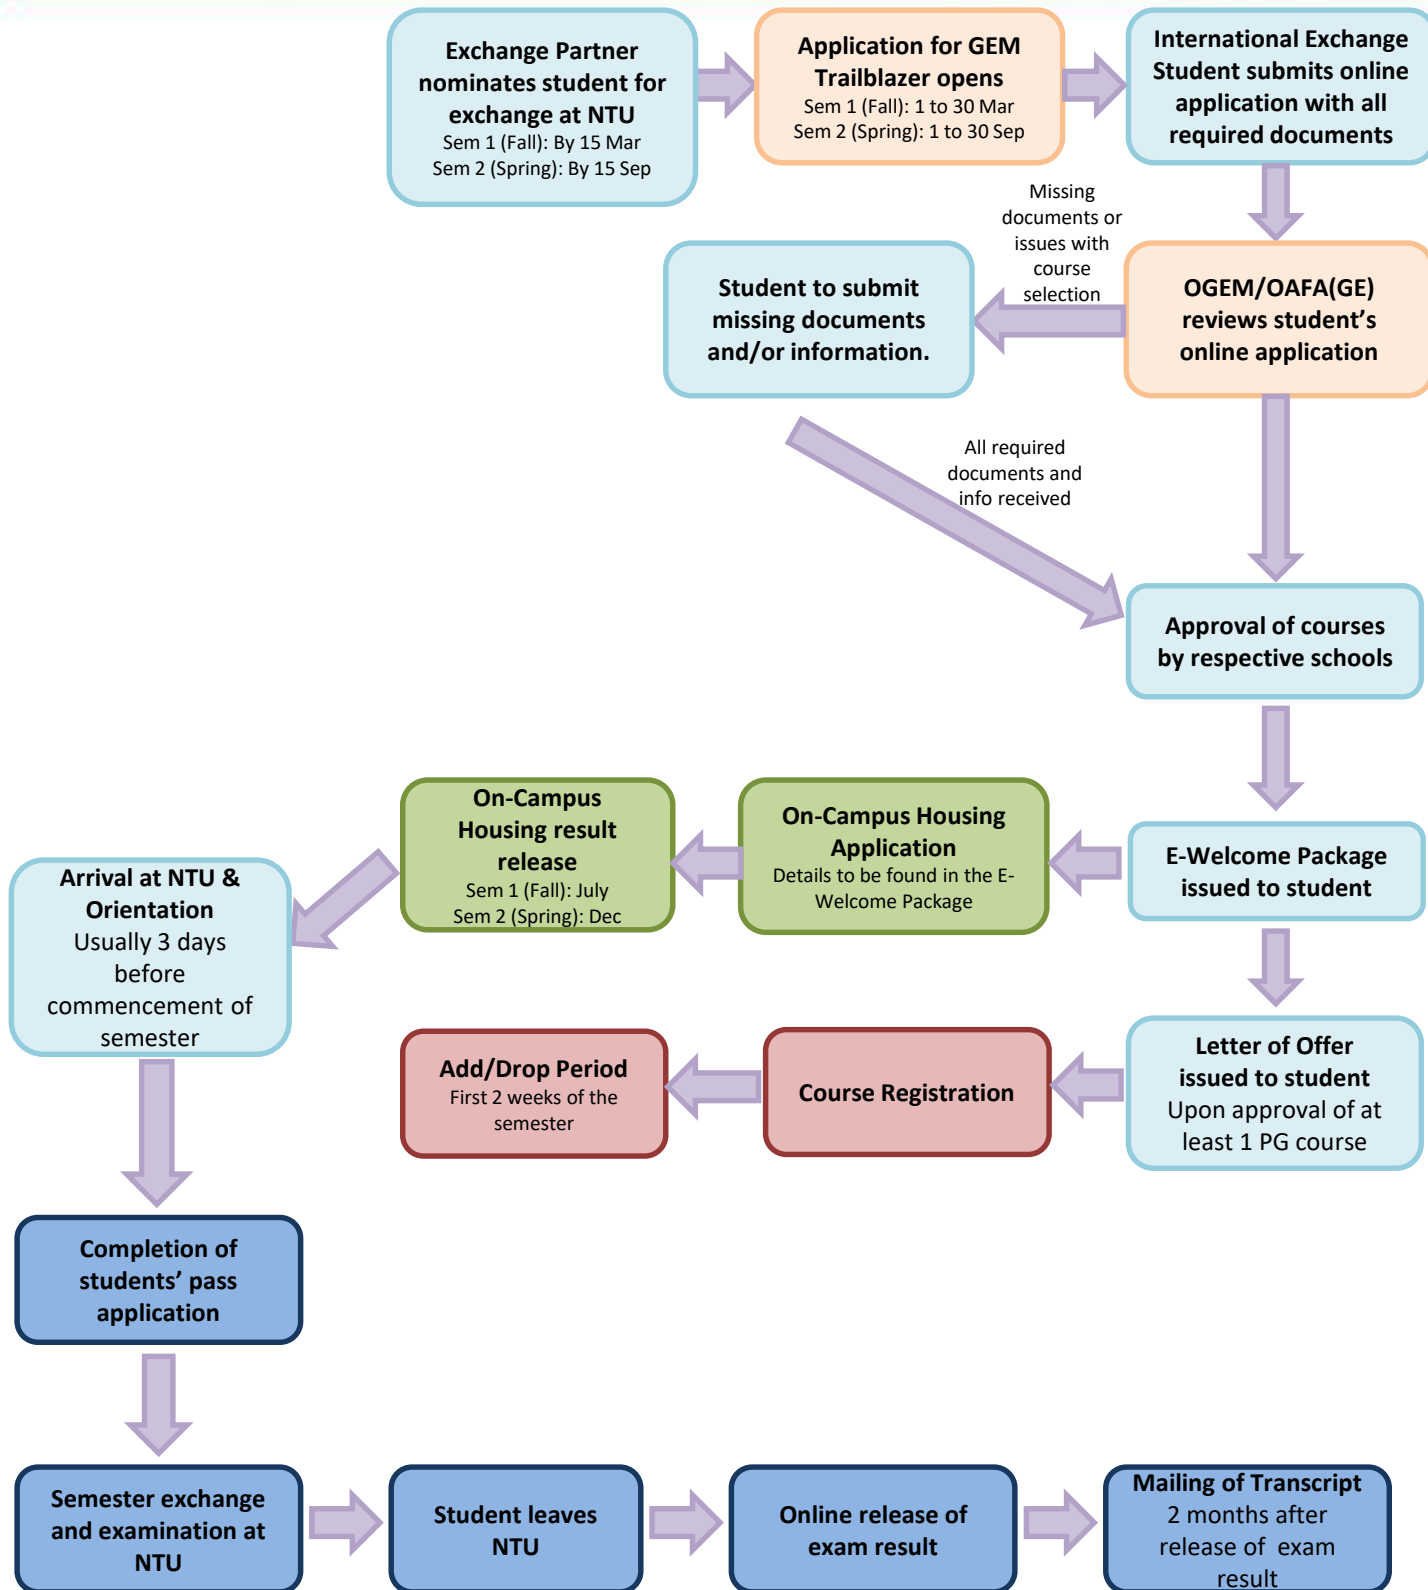 Exchange Partner
nominates student for
exchange at NTU
Sem 1 (Fall): By 15 Mar
Sem 2 (Spring): By 15 Sep
Application for GEM
Trailblazer opens
Sem 1 (Fall): 1 to 30 Mar
Sem 2 (Spring): 1 to 30 Sep
International Exchange
Student submits online
application with all
required documents
Missing
documents or
issues with
course
selection
Student to submit
missing documents
and/or information.
OGEM/OAFA(GE)
reviews student’s
online application
All required
documents and
info received
Approval of courses
by respective schools
On-Campus
Housing result
release
Sem 1 (Fall): July
Sem 2 (Spring): Dec
On-Campus Housing
Application
Details to be found in the E-
Welcome Package
E-Welcome Package
issued to student
Arrival at NTU &
Orientation
Usually 3 days
before
commencement of
semester
Add/Drop Period
First 2 weeks of the
semester
Course Registration
Letter of Offer
issued to student
Upon approval of at
least 1 PG course
Completion of
students’ pass
application
Semester exchange
and examination at
NTU
Student leaves
NTU
Online release of
exam result
Mailing of Transcript
2 months after
release of  exam
result